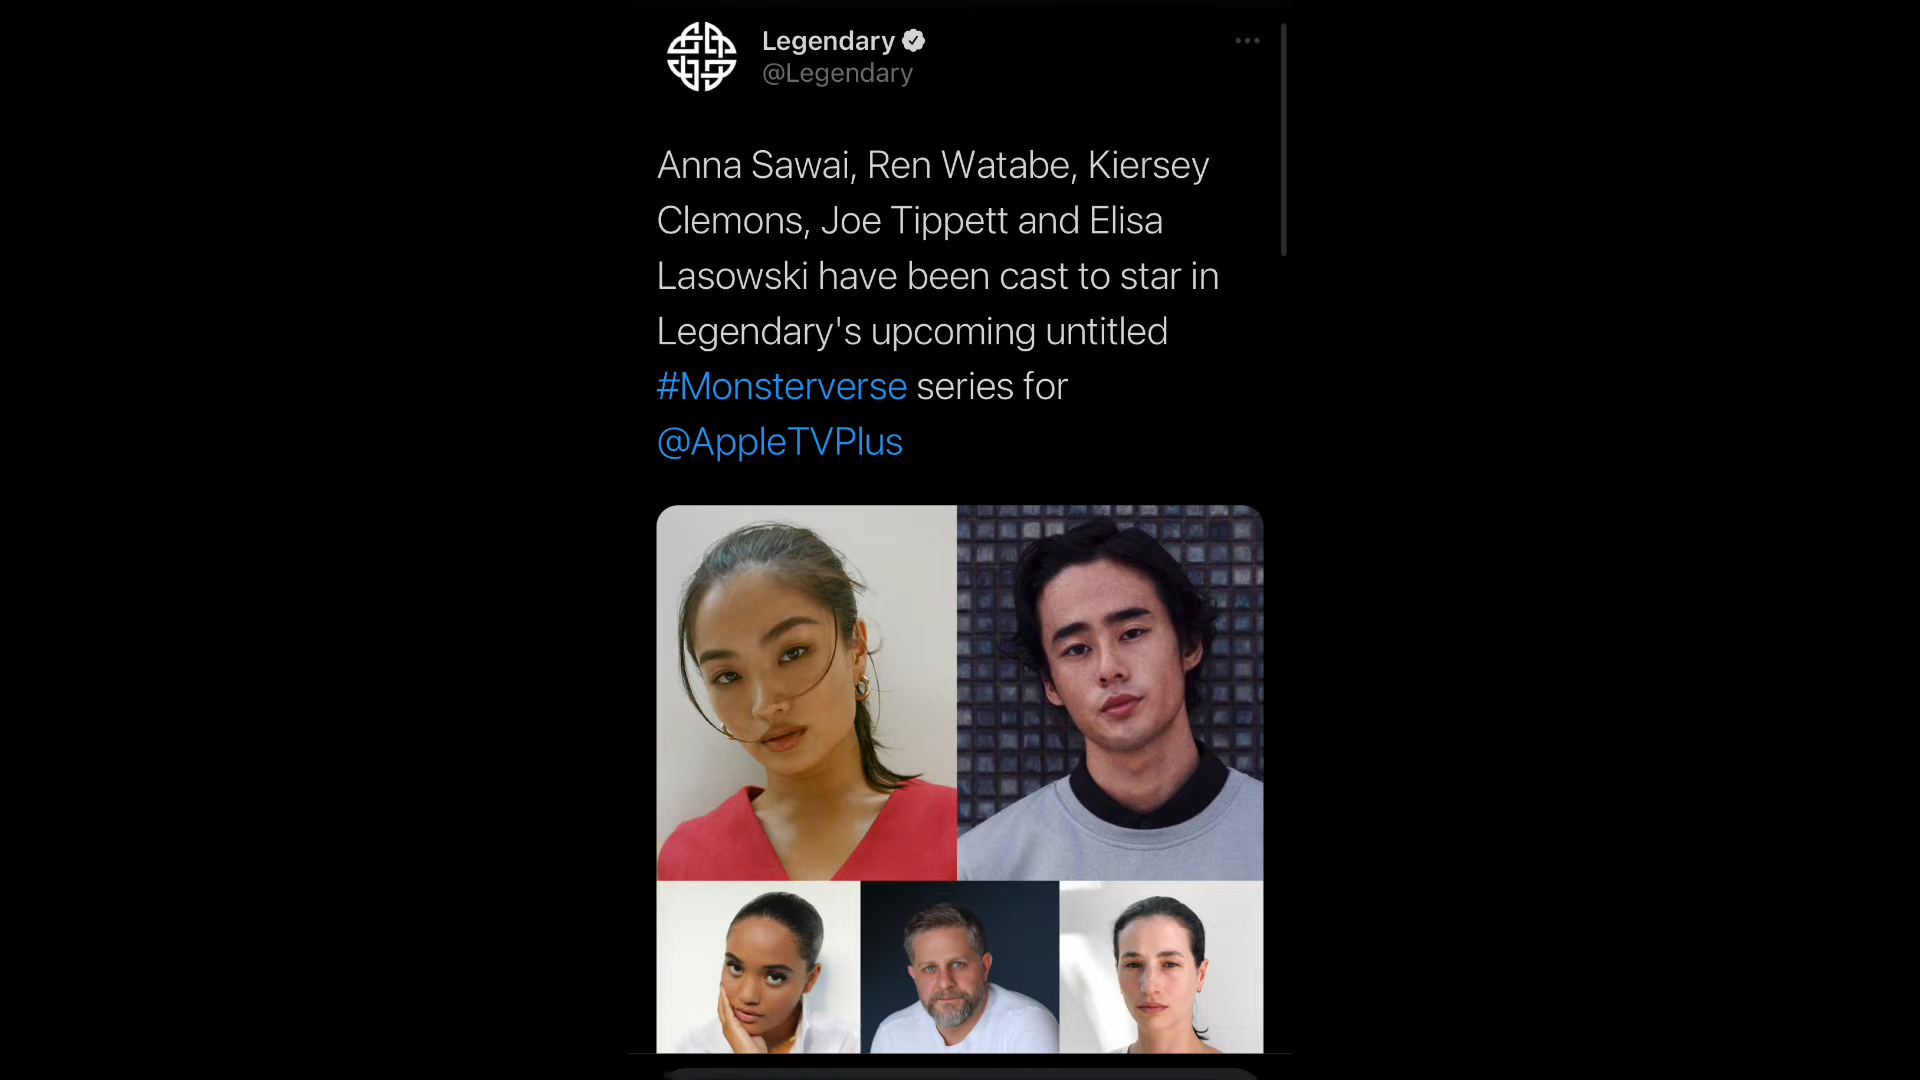 Legendary
@Legendary
Anna Sawai, Ren Watabe, Kiersey
Clemons, Joe Tippett and Elisa
Lasowski have been cast to star in
Legendary's upcoming untitled
#Monsterverse series for
@AppleTVPlus